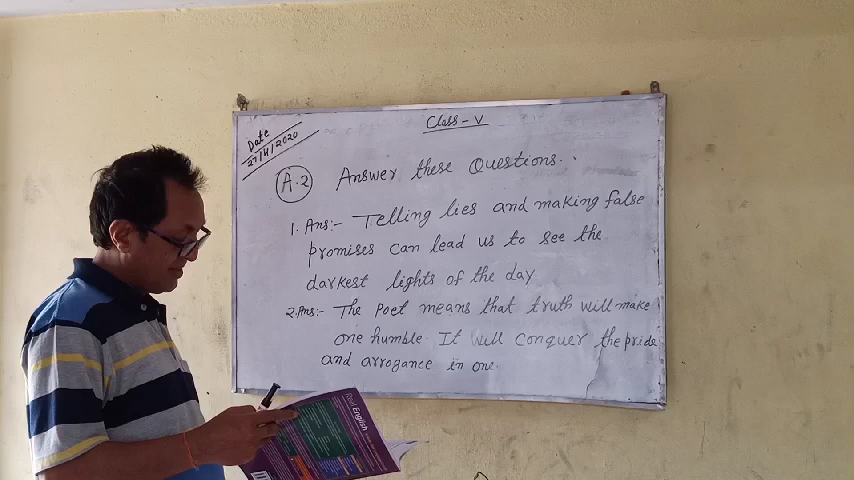 Class - V
Date
27/4/2020
A.2 Answer these Questions.
1. Ans:- Telling lies and making false
promises can lead us to see the
darkest lights of the day
2. Ans:- The Poet means that truth will make
one humble. It will conquer the pride
and arrogance in one.
English